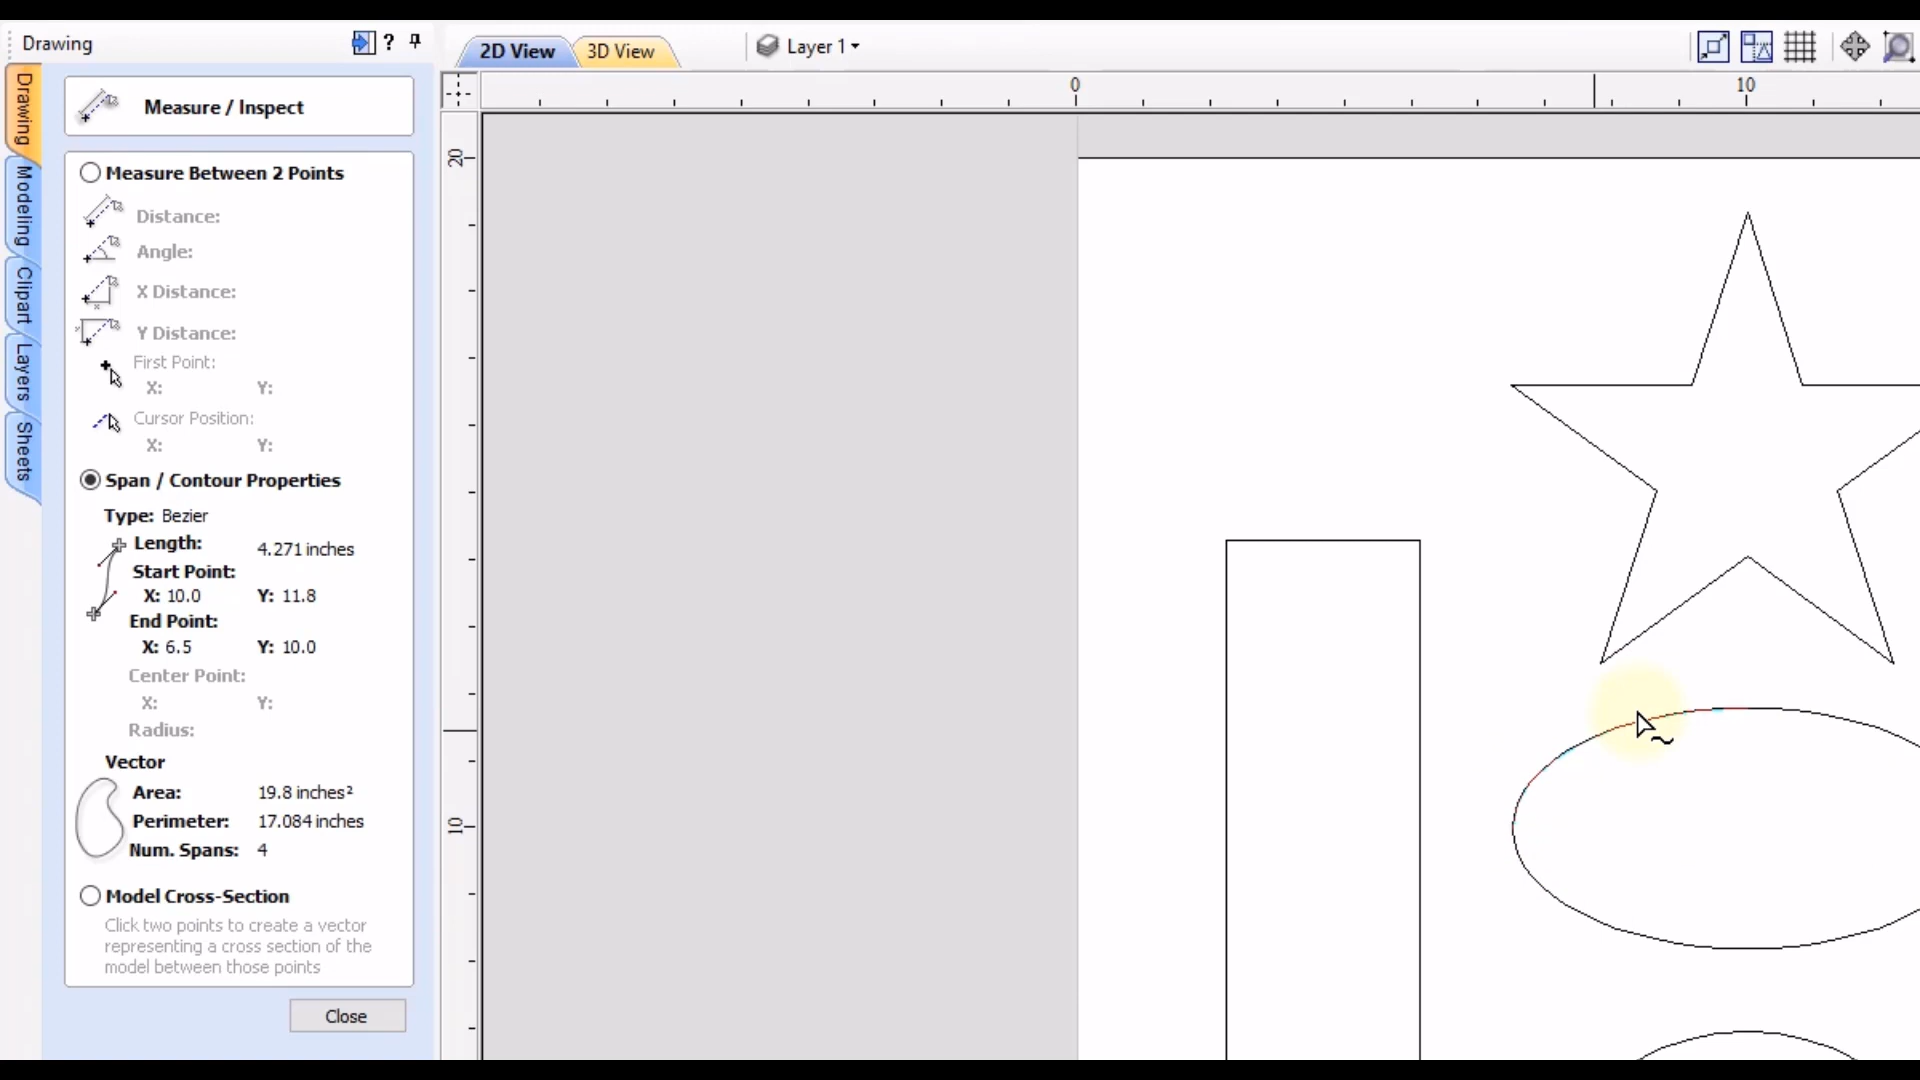 Drawing
?
2D View
3D View
Layer 1
Drawing
Modeling
Clipart
Layers
Sheets
Measure / Inspect
Measure Between 2 Points
Distance:
Angle:
X Distance:
Y Distance:
First Point:
X: Y:
Cursor Position:
X: Y:
Span / Contour Properties
Type: Bezier
Length: 4.271 inches
Start Point:
X: 10.0 Y: 11.8
End Point:
X: 6.5 Y: 10.0
Center Point:
X: Y:
Radius:
Vector
Area: 19.8 inches²
Perimeter: 17.084 inches
Num. Spans: 4
Model Cross-Section
Click two points to create a vector
representing a cross section of the
model between those points
Close
0 10
20
10